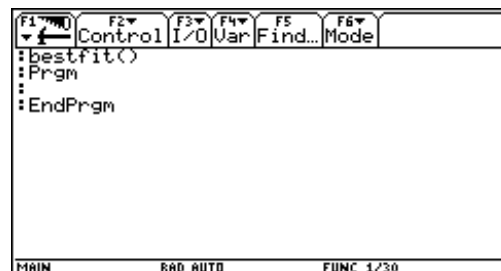 F1 F2 Control F3 I/O F4 Var F5 Find... F6 Mode
:bestfit()
:Prgm
:
:EndPrgm
MAIN RAD AUTO FUNC 1/30